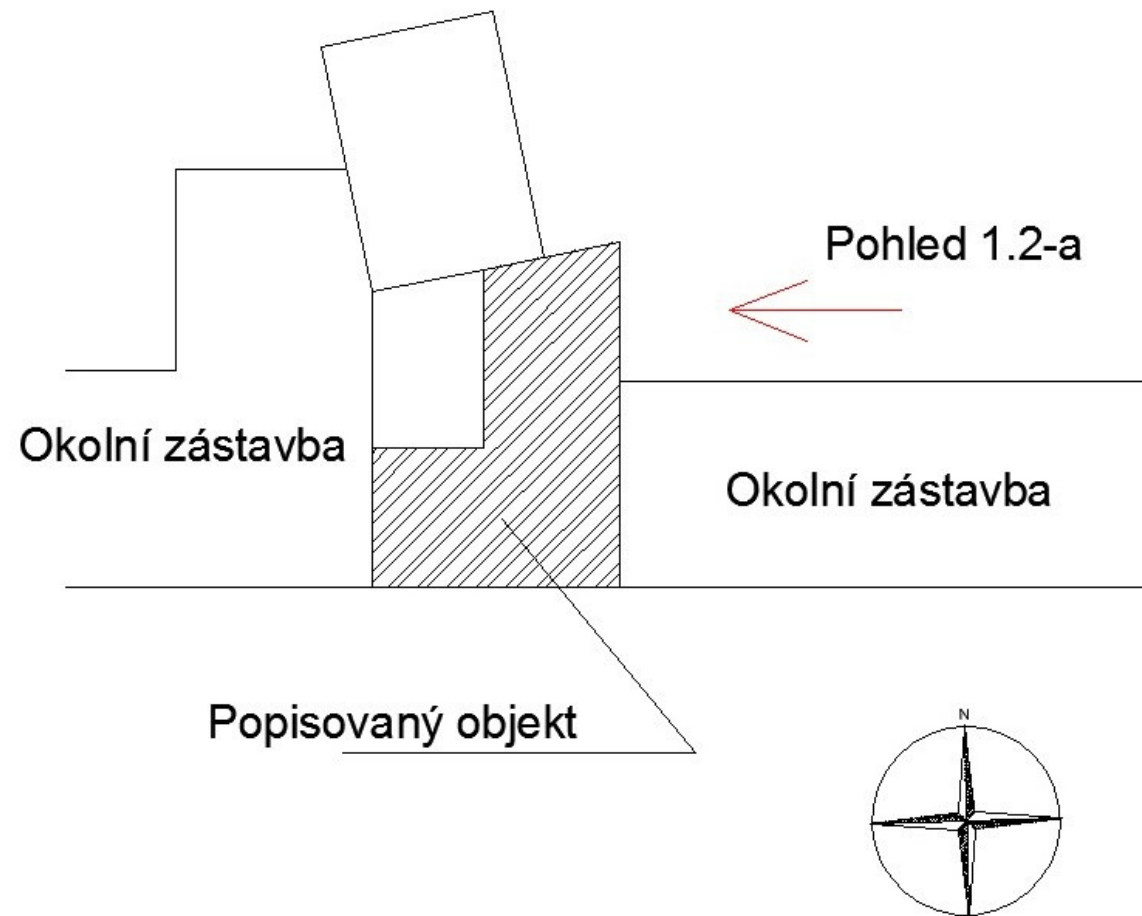 Pohled 1.2-a
Okolní zástavba
Okolní zástavba
Popisovaný objekt
N